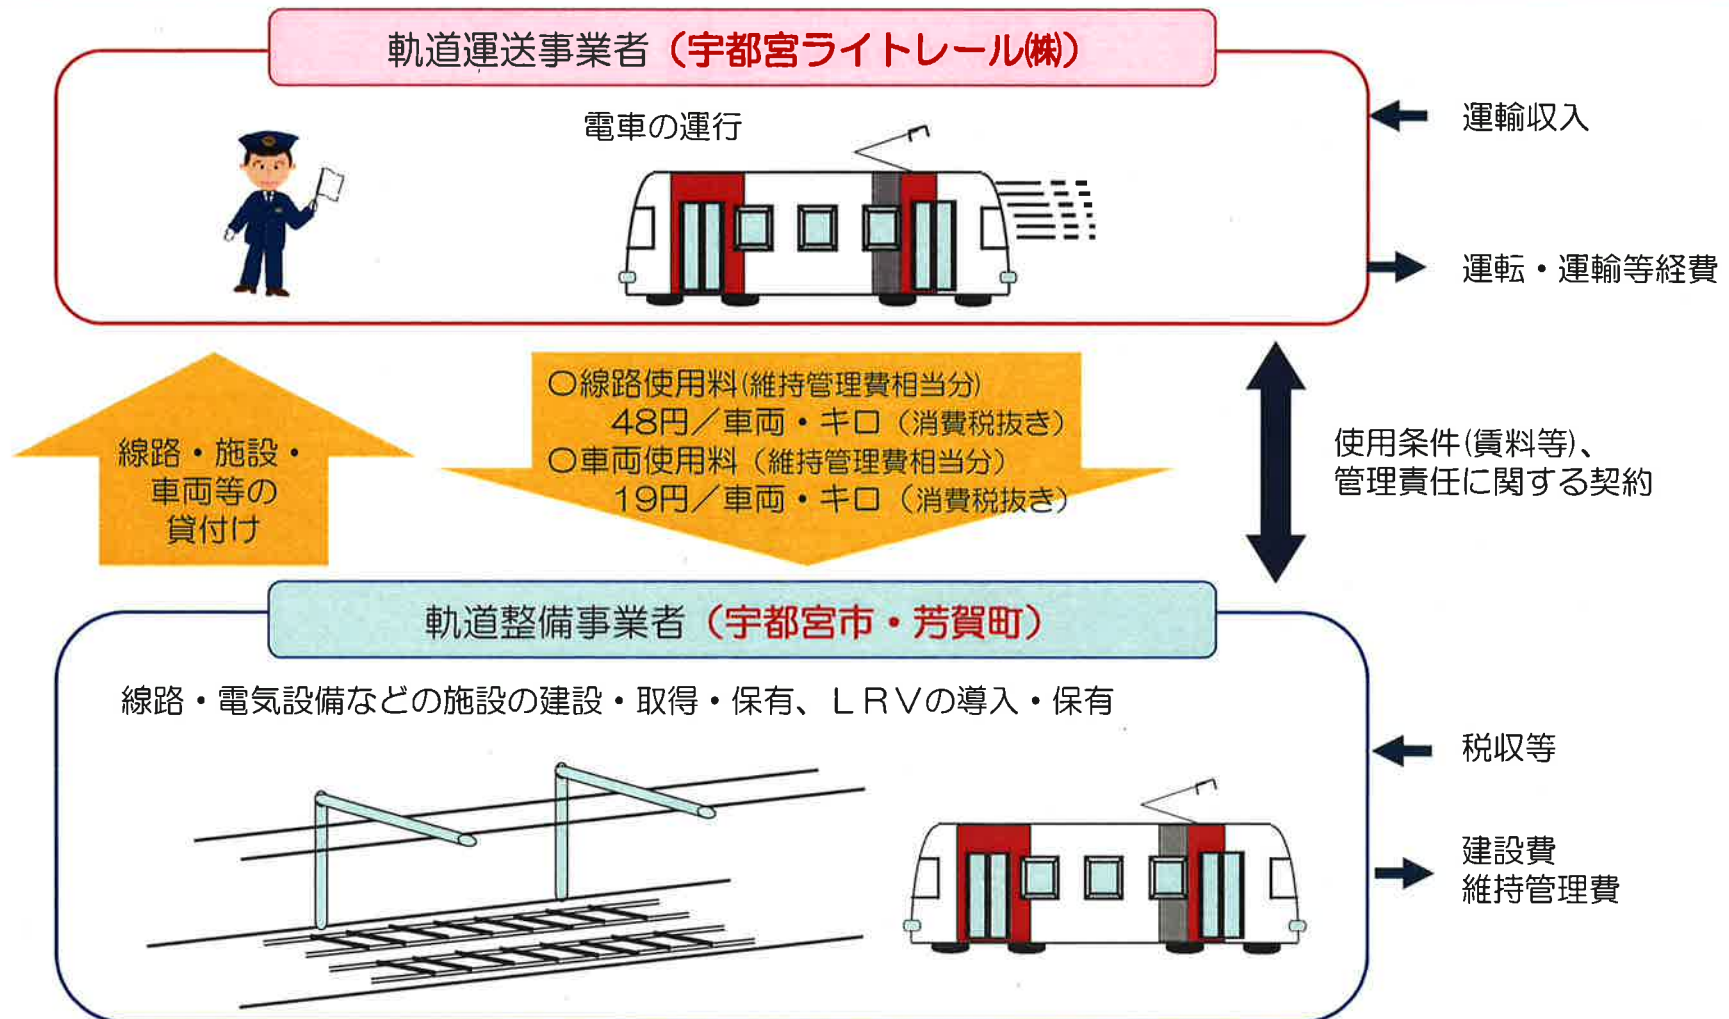 軌道運送事業者（宇都宮ライトレール㈱）
電車の運行
運輸収入
運転・運輸等経費
線路・施設・
車両等の
貸付け
○線路使用料(維持管理費相当分)
48円／車両・キロ（消費税抜き）
○車両使用料（維持管理費相当分）
19円／車両・キロ（消費税抜き）
使用条件(賃料等)、
管理責任に関する契約
軌道整備事業者（宇都宮市・芳賀町）
線路・電気設備などの施設の建設・取得・保有、ＬＲＶの導入・保有
税収等
建設費
維持管理費